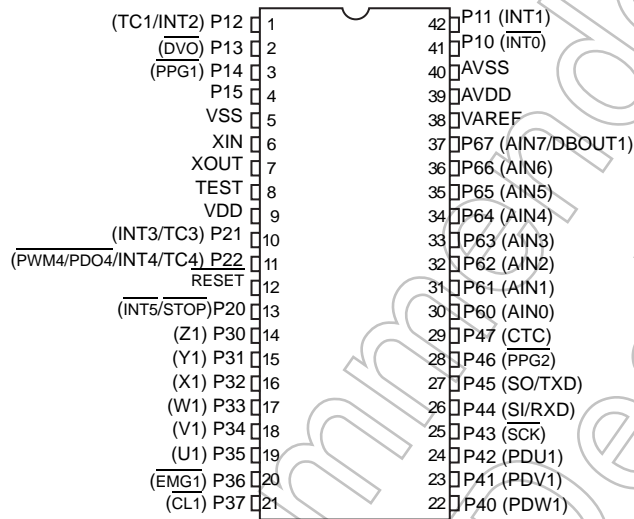 (TC1/INT2) P12 1
(DVO) P13 2
(PPG1) P14 3
P15 4
VSS 5
XIN 6
XOUT 7
TEST 8
VDD 9
(INT3/TC3) P21 10
(PWM4/PDO4/INT4/TC4) P22 11
RESET 12
(INT5/STOP)P20 13
(Z1) P30 14
(Y1) P31 15
(X1) P32 16
(W1) P33 17
(V1) P34 18
(U1) P35 19
(EMG1) P36 20
(CL1) P37 21
42 P11 (INT1)
41 P10 (INT0)
40 AVSS
39 AVDD
38 VAREF
37 P67 (AIN7/DBOUT1)
36 P66 (AIN6)
35 P65 (AIN5)
34 P64 (AIN4)
33 P63 (AIN3)
32 P62 (AIN2)
31 P61 (AIN1)
30 P60 (AIN0)
29 P47 (CTC)
28 P46 (PPG2)
27 P45 (SO/TXD)
26 P44 (SI/RXD)
25 P43 (SCK)
24 P42 (PDU1)
23 P41 (PDV1)
22 P40 (PDW1)